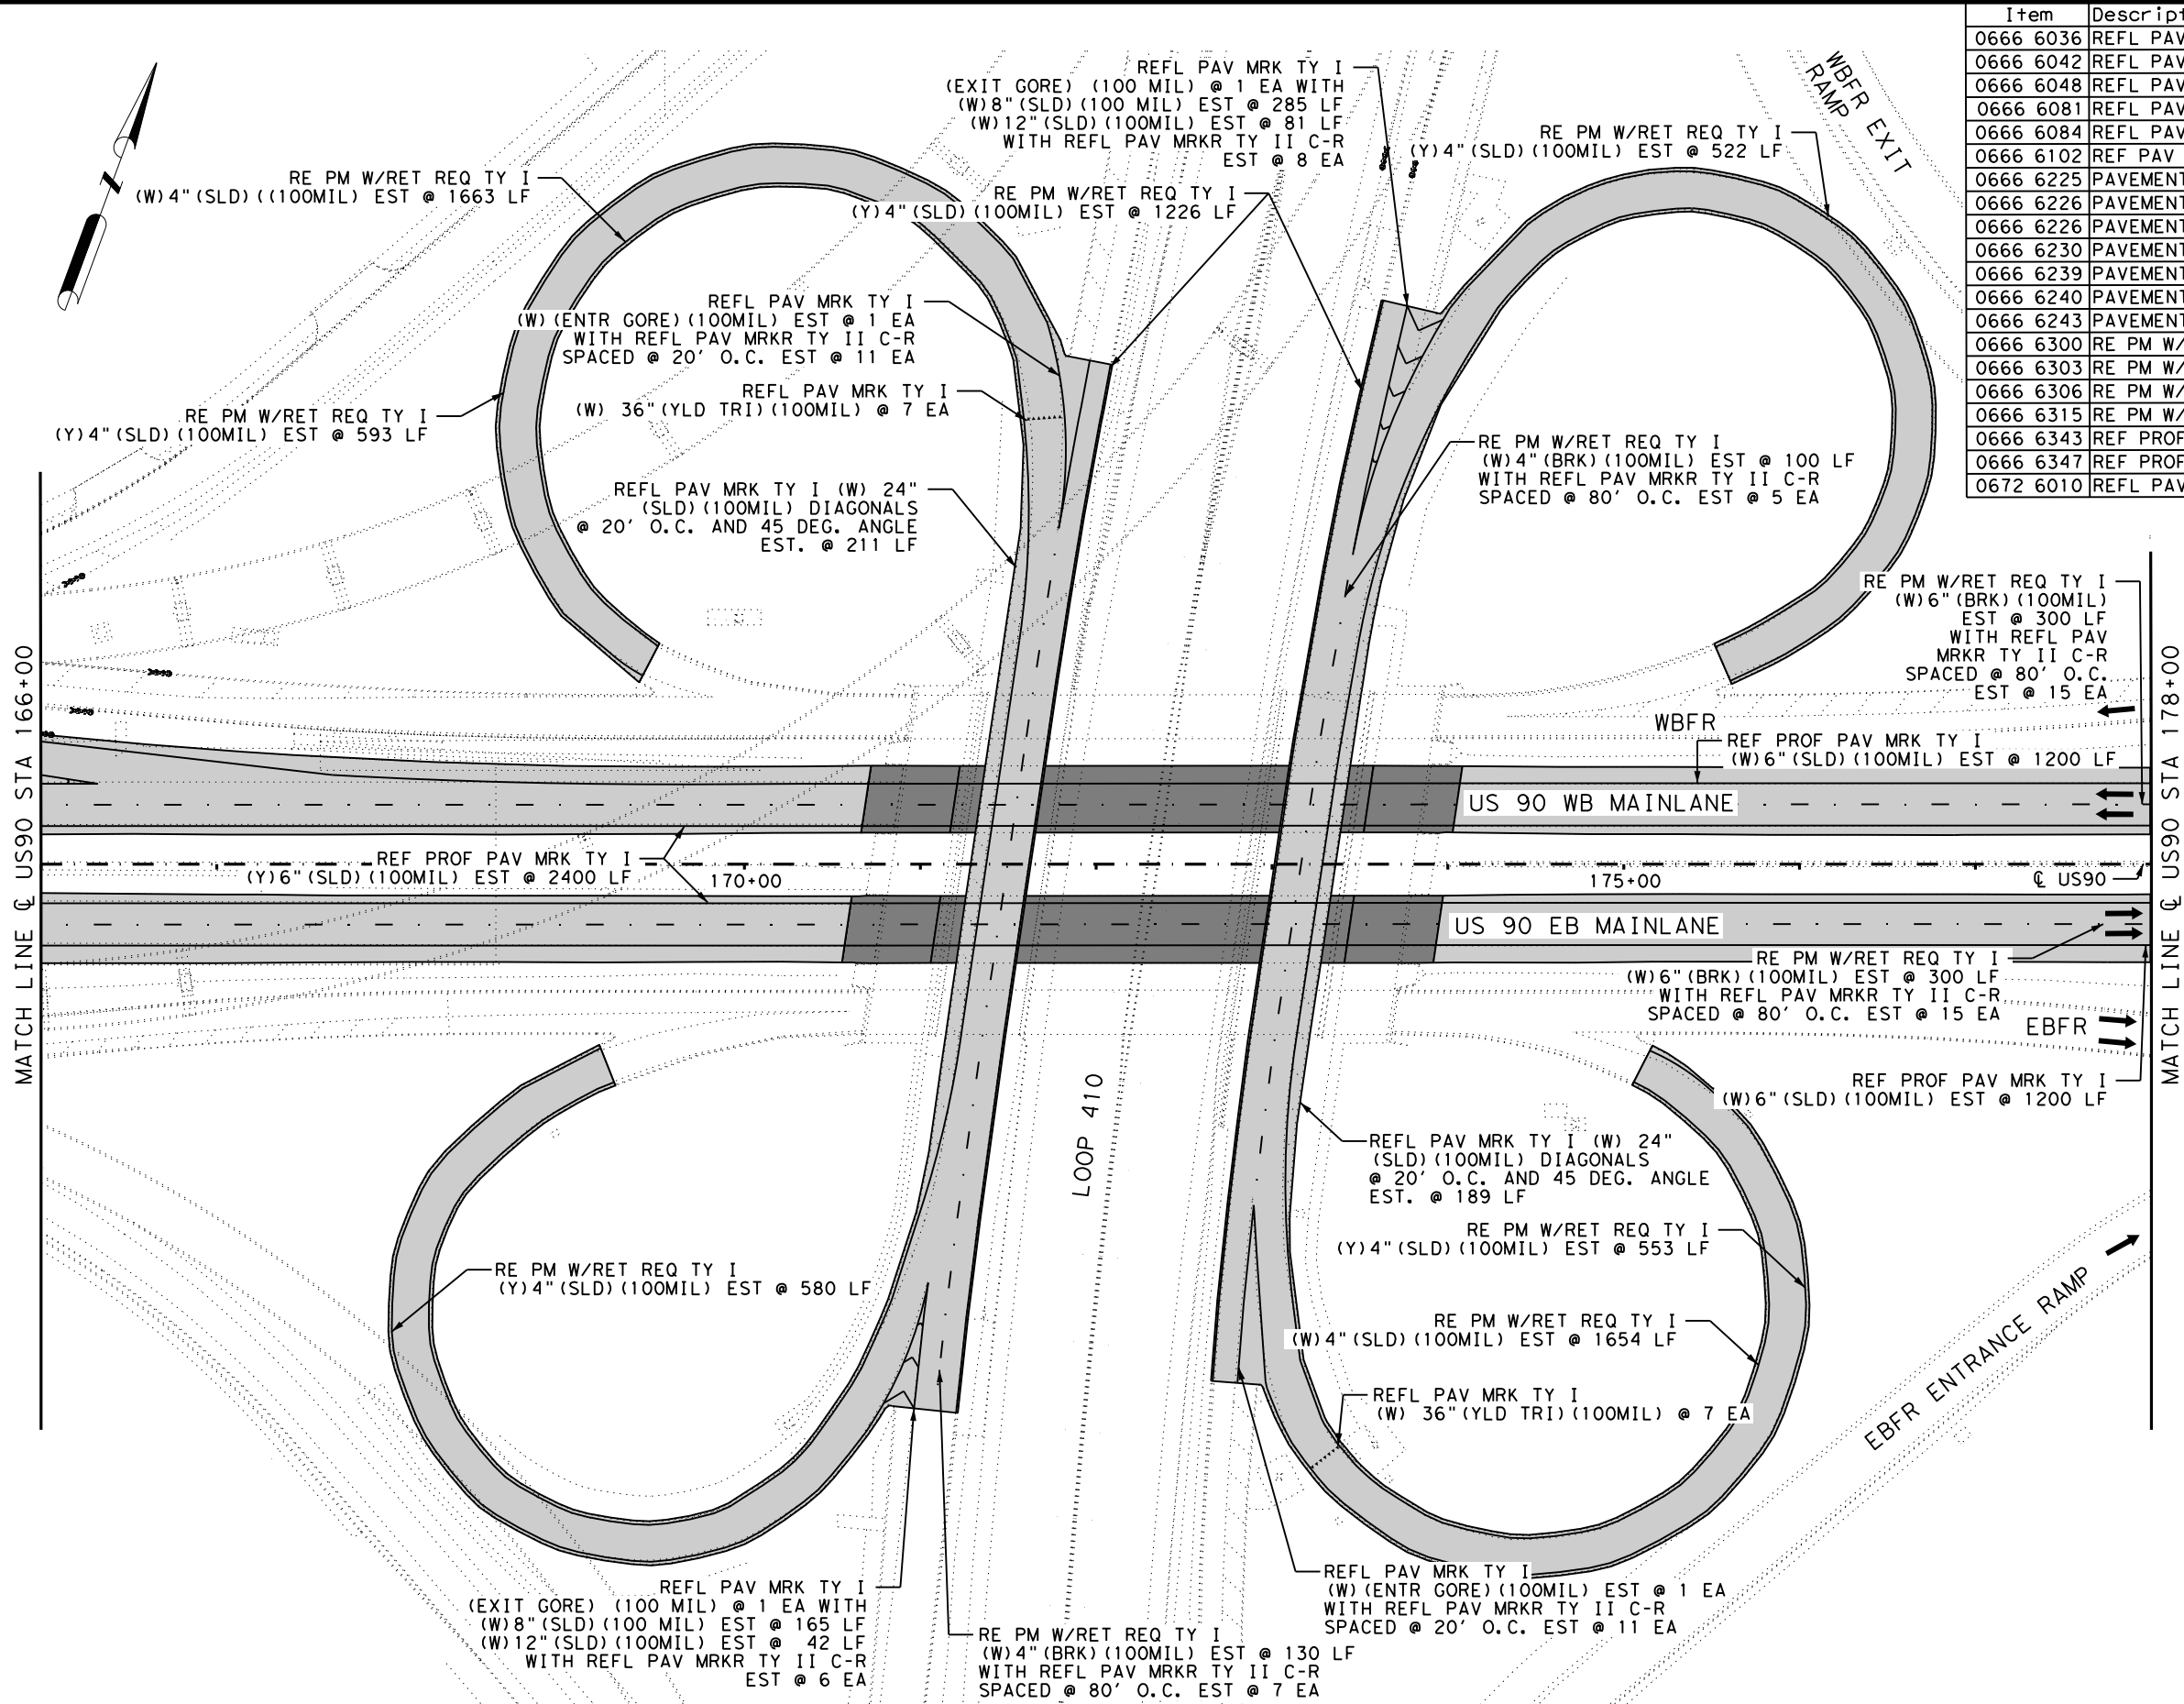 Item Descript
0666 6036 REFL PAV
0666 6042 REFL PAV
0666 6048 REFL PAV
0666 6081 REFL PAV
0666 6084 REFL PAV
0666 6102 REF PAV
0666 6225 PAVEMENT
0666 6226 PAVEMENT
0666 6226 PAVEMENT
0666 6230 PAVEMENT
0666 6239 PAVEMENT
0666 6240 PAVEMENT
0666 6243 PAVEMENT
0666 6300 RE PM W/
0666 6303 RE PM W/
0666 6306 RE PM W/
0666 6315 RE PM W/
0666 6343 REF PROF
0666 6347 REF PROF
0672 6010 REFL PAV
WBFR EXIT
RAMP
REFL PAV MRK TY I
(EXIT GORE) (100 MIL) @ 1 EA WITH
(W)8"(SLD)(100 MIL) EST @ 285 LF
(W)12"(SLD)(100MIL) EST @ 81 LF
WITH REFL PAV MRKR TY II C-R
EST @ 8 EA
RE PM W/RET REQ TY I
(Y)4"(SLD)(100MIL) EST @ 522 LF
RE PM W/RET REQ TY I
(W)4"(SLD)((100MIL) EST @ 1663 LF
RE PM W/RET REQ TY I
(Y)4"(SLD)(100MIL) EST @ 1226 LF
REFL PAV MRK TY I
(W)(ENTR GORE)(100MIL) EST @ 1 EA
WITH REFL PAV MRKR TY II C-R
SPACED @ 20' O.C. EST @ 11 EA
REFL PAV MRK TY I
(W) 36"(YLD TRI)(100MIL) @ 7 EA
RE PM W/RET REQ TY I
(Y)4"(SLD)(100MIL) EST @ 593 LF
RE PM W/RET REQ TY I
(W)4"(BRK)(100MIL) EST @ 100 LF
WITH REFL PAV MRKR TY II C-R
SPACED @ 80' O.C. EST @ 5 EA
REFL PAV MRK TY I (W) 24"
(SLD)(100MIL) DIAGONALS
@ 20' O.C. AND 45 DEG. ANGLE
EST. @ 211 LF
RE PM W/RET REQ TY I
(W)6"(BRK)(100MIL)
EST @ 300 LF
WITH REFL PAV
MRKR TY II C-R
SPACED @ 80' O.C.
EST @ 15 EA
MATCH LINE ℄ US90 STA 166+00
MATCH LINE ℄ US90 STA 178+00
WBFR
REF PROF PAV MRK TY I
(W)6"(SLD)(100MIL) EST @ 1200 LF
US 90 WB MAINLANE
REF PROF PAV MRK TY I
(Y)6"(SLD)(100MIL) EST @ 2400 LF
170+00
175+00
℄ US90
US 90 EB MAINLANE
RE PM W/RET REQ TY I
(W)6"(BRK)(100MIL) EST @ 300 LF
WITH REFL PAV MRKR TY II C-R
SPACED @ 80' O.C. EST @ 15 EA
EBFR
REF PROF PAV MRK TY I
(W)6"(SLD)(100MIL) EST @ 1200 LF
LOOP 410
REFL PAV MRK TY I (W) 24"
(SLD)(100MIL) DIAGONALS
@ 20' O.C. AND 45 DEG. ANGLE
EST. @ 189 LF
RE PM W/RET REQ TY I
(Y)4"(SLD)(100MIL) EST @ 553 LF
RE PM W/RET REQ TY I
(Y)4"(SLD)(100MIL) EST @ 580 LF
RE PM W/RET REQ TY I
(W)4"(SLD)(100MIL) EST @ 1654 LF
EBFR ENTRANCE RAMP
REFL PAV MRK TY I
(W) 36"(YLD TRI)(100MIL) @ 7 EA
REFL PAV MRK TY I
(W)(ENTR GORE)(100MIL) EST @ 1 EA
WITH REFL PAV MRKR TY II C-R
SPACED @ 20' O.C. EST @ 11 EA
REFL PAV MRK TY I
(EXIT GORE) (100 MIL) @ 1 EA WITH
(W)8"(SLD)(100 MIL) EST @ 165 LF
(W)12"(SLD)(100MIL) EST @ 42 LF
WITH REFL PAV MRKR TY II C-R
EST @ 6 EA
RE PM W/RET REQ TY I
(W)4"(BRK)(100MIL) EST @ 130 LF
WITH REFL PAV MRKR TY II C-R
SPACED @ 80' O.C. EST @ 7 EA